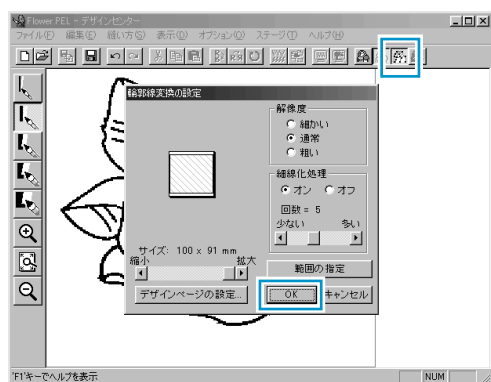 Flower PEL - デザインセンター
ファイル(F) 編集(E) 縫い方(S) 表示(D) オプション(O) ステージ(T) ヘルプ(H)
輪郭線変換の設定
解像度
細かい
通常
粗い
細線化処理
オン オフ
回数 = 5
少ない 多い
サイズ: 100 x 91 mm
縮小 拡大
範囲の指定
デザインページの設定...
OK
キャンセル
'F1'キーでヘルプを表示
NUM